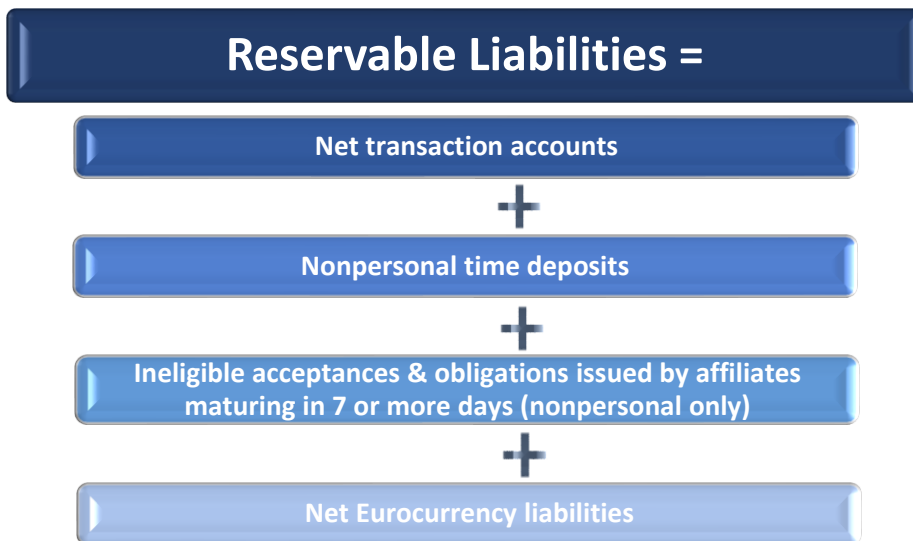 Reservable Liabilities =
Net transaction accounts
+
Nonpersonal time deposits
+
Ineligible acceptances & obligations issued by affiliates
maturing in 7 or more days (nonpersonal only)
+
Net Eurocurrency liabilities